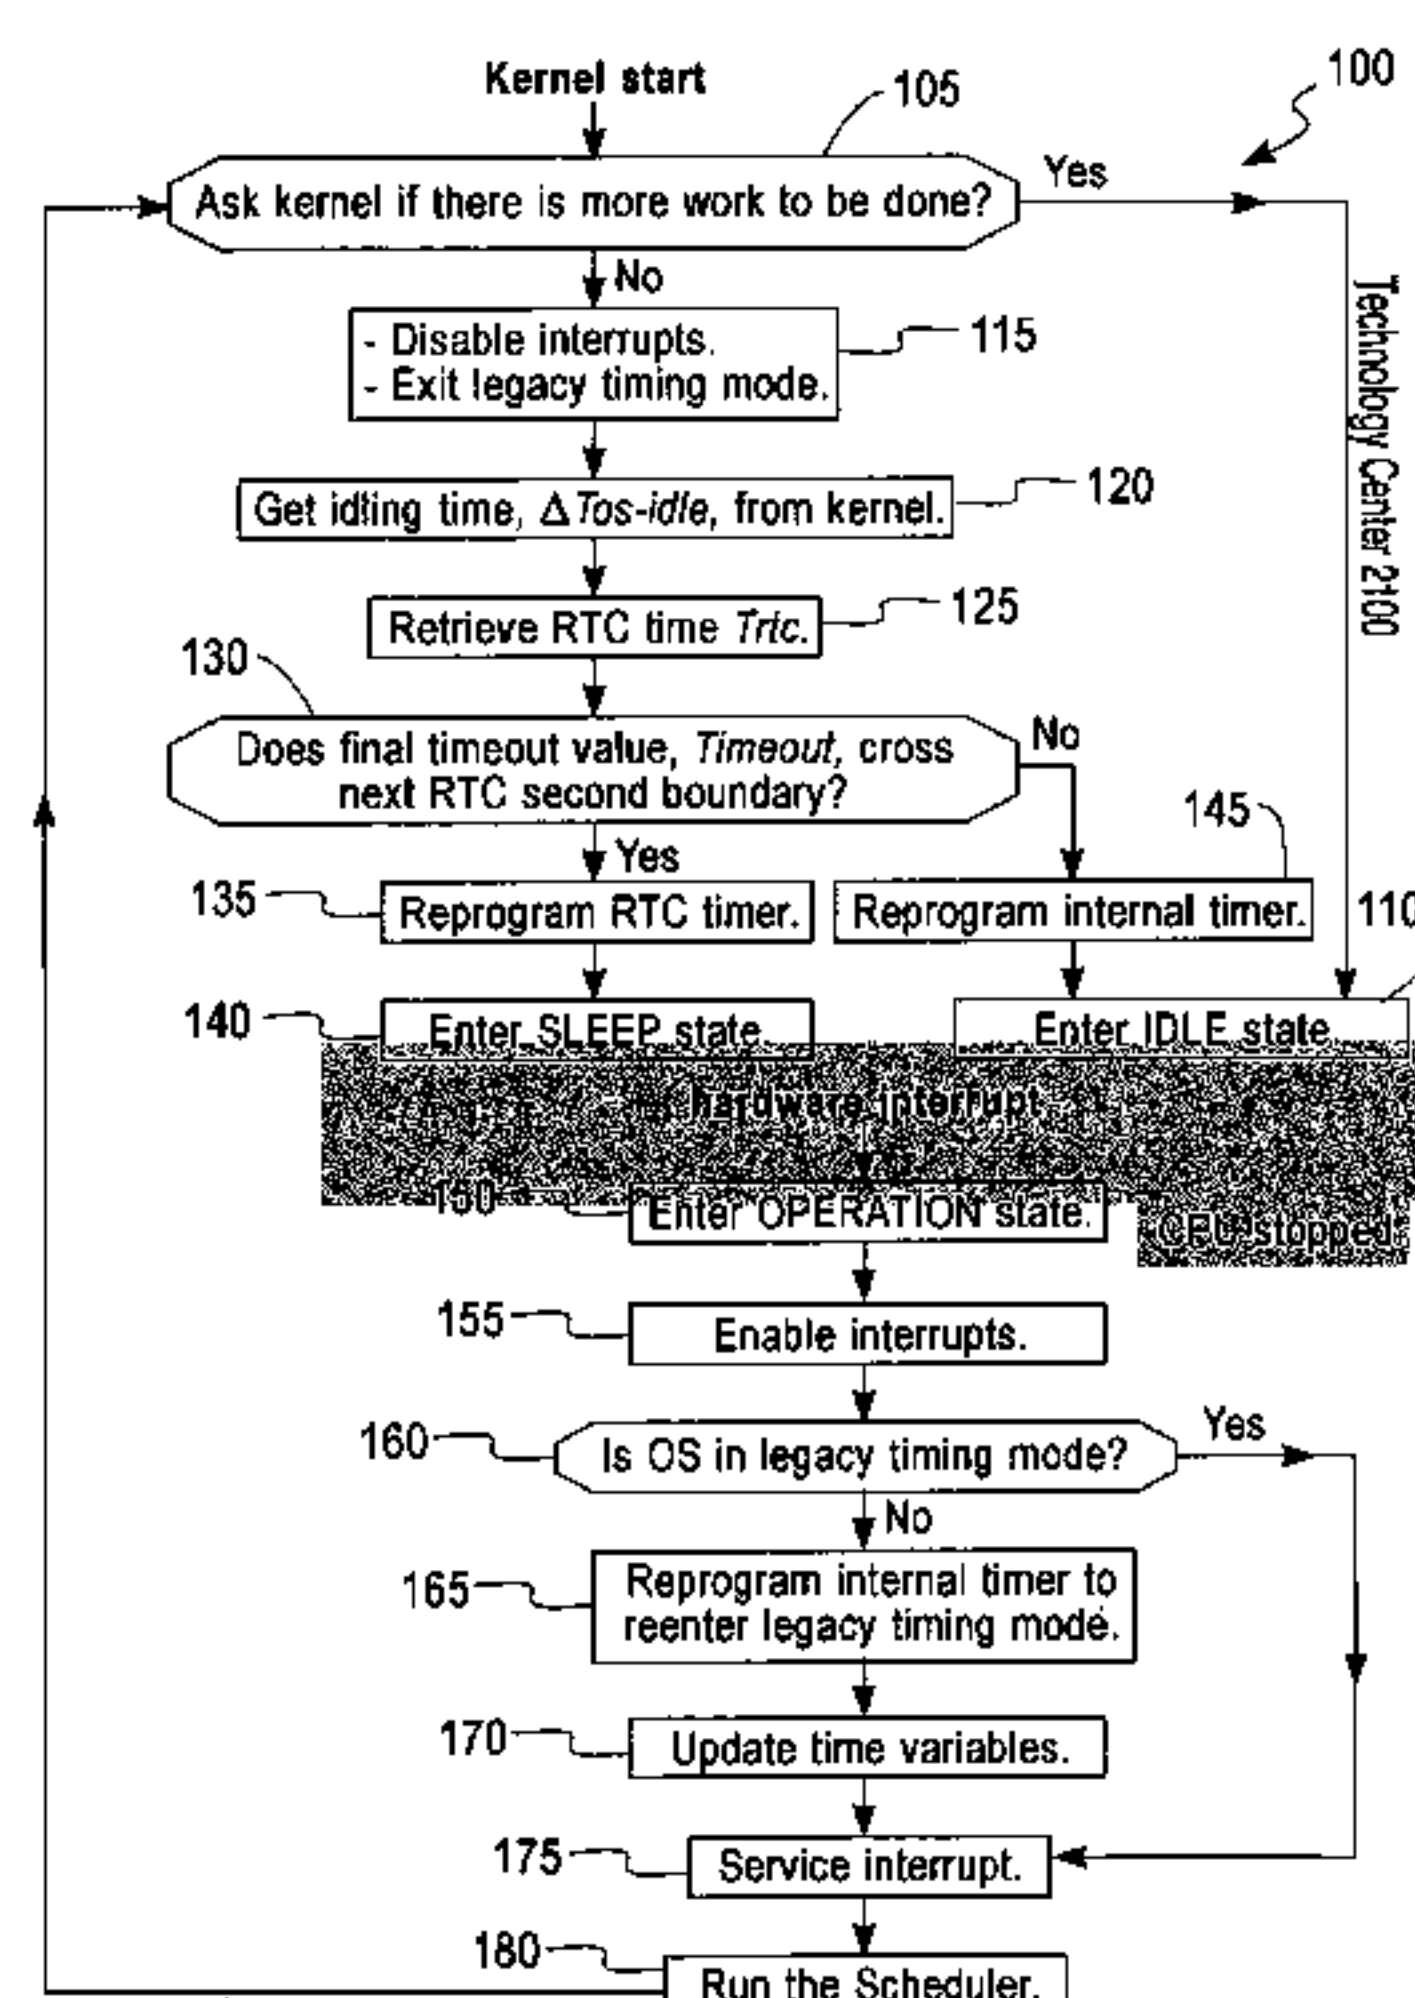 Kernel start
105
100
Ask kernel if there is more work to be done?
Yes
No
- Disable interrupts.
- Exit legacy timing mode.
115
Technology Center 2100
Get idling time, ΔTos-idle, from kernel.
120
Retrieve RTC time Trtc.
125
130
Does final timeout value, Timeout, cross
next RTC second boundary?
No
Yes
145
135
Reprogram RTC timer.
Reprogram internal timer.
110
140
Enter SLEEP state.
Enter IDLE state.
hardware interrupt
150
Enter OPERATION state.
CPU stopped
155
Enable interrupts.
160
Is OS in legacy timing mode?
Yes
No
165
Reprogram internal timer to
reenter legacy timing mode.
170
Update time variables.
175
Service interrupt.
180
Run the Scheduler.